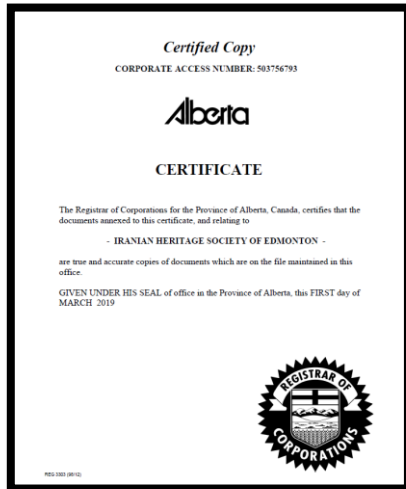 Certified Copy
CORPORATE ACCESS NUMBER: 503756793
Alberta
CERTIFICATE
The Registrar of Corporations for the Province of Alberta, Canada, certifies that the
documents annexed to this certificate, and relating to
- IRANIAN HERITAGE SOCIETY OF EDMONTON -
are true and accurate copies of documents which are on the file maintained in this
office.
GIVEN UNDER HIS SEAL of office in the Province of Alberta, this FIRST day of
MARCH 2019
REGISTRAR OF
CORPORATIONS